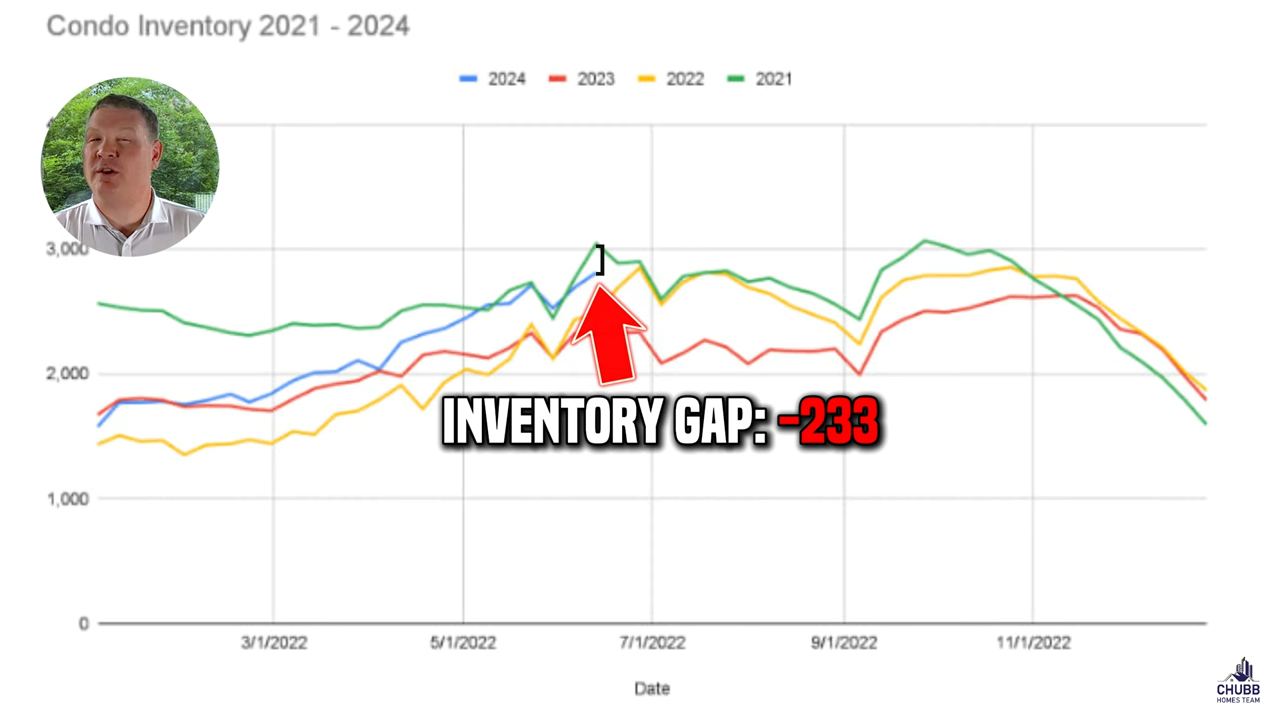 Condo Inventory 2021 - 2024
2024 2023 2022 2021
3,000
2,000
INVENTORY GAP: -233
1,000
0
3/1/2022 5/1/2022 7/1/2022 9/1/2022 11/1/2022
Date
CHUBB
HOMES TEAM